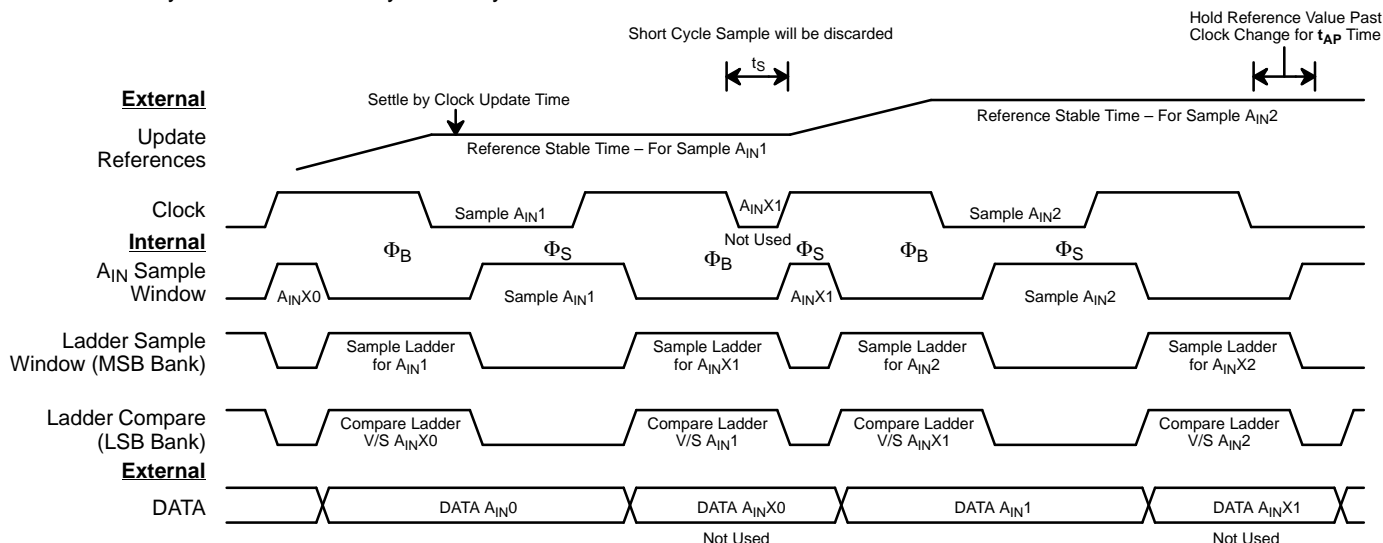 Hold Reference Value Past
Clock Change for tAP Time
Short Cycle Sample will be discarded
tS
External
Settle by Clock Update Time
Update
References
Reference Stable Time – For Sample AIN1
Reference Stable Time – For Sample AIN2
Clock
Sample AIN1
AINX1
Sample AIN2
Not Used
Internal
ΦB
ΦS
ΦB
ΦS
ΦB
ΦS
AIN Sample
Window
AINX0
Sample AIN1
AINX1
Sample AIN2
Ladder Sample
Window (MSB Bank)
Sample Ladder
for AIN1
Sample Ladder
for AINX1
Sample Ladder
for AIN2
Sample Ladder
for AINX2
Ladder Compare
(LSB Bank)
Compare Ladder
V/S AINX0
Compare Ladder
V/S AIN1
Compare Ladder
V/S AINX1
Compare Ladder
V/S AIN2
External
DATA
DATA AIN0
DATA AINX0
DATA AIN1
DATA AINX1
Not Used
Not Used